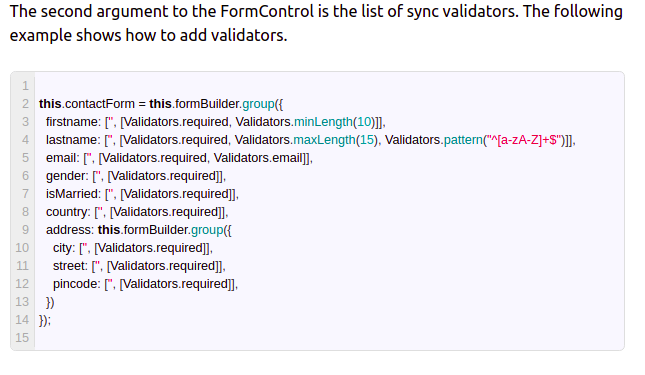 The second argument to the FormControl is the list of sync validators. The following
example shows how to add validators.
1
2 this.contactForm = this.formBuilder.group({
3 firstname: ['', [Validators.required, Validators.minLength(10)]],
4 lastname: ['', [Validators.required, Validators.maxLength(15), Validators.pattern("^[a-zA-Z]+$")]],
5 email: ['', [Validators.required, Validators.email]],
6 gender: ['', [Validators.required]],
7 isMarried: ['', [Validators.required]],
8 country: ['', [Validators.required]],
9 address: this.formBuilder.group({
10 city: ['', [Validators.required]],
11 street: ['', [Validators.required]],
12 pincode: ['', [Validators.required]],
13 })
14 });
15